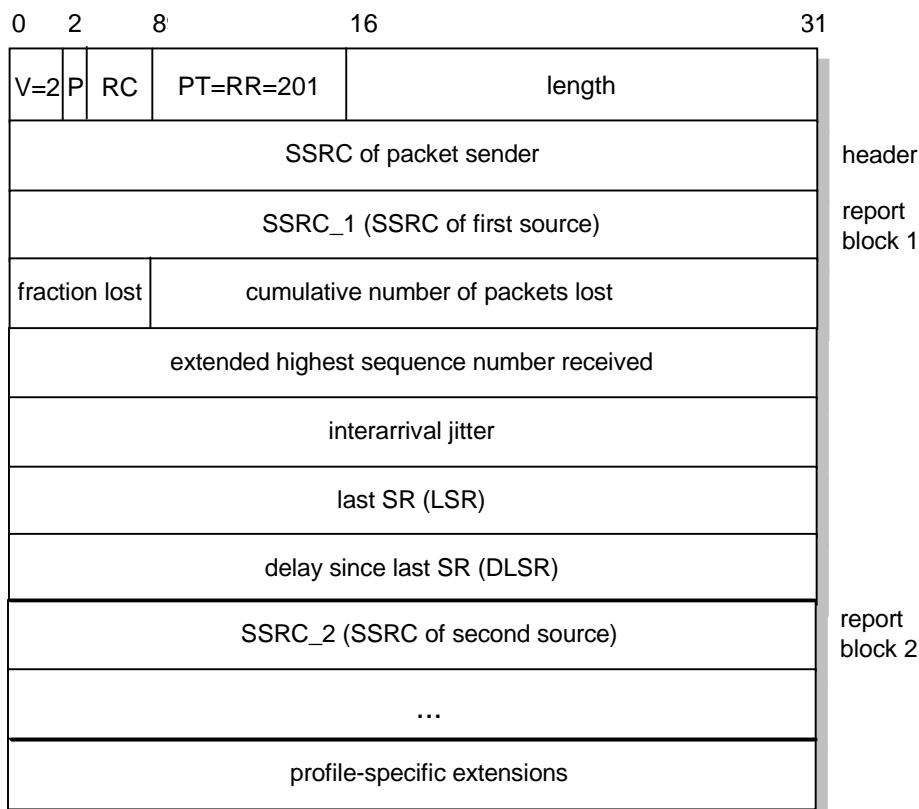 0 2 8 16 31
V=2 P RC PT=RR=201 length
SSRC of packet sender header
SSRC_1 (SSRC of first source) report
block 1
fraction lost cumulative number of packets lost
extended highest sequence number received
interarrival jitter
last SR (LSR)
delay since last SR (DLSR)
SSRC_2 (SSRC of second source) report
block 2
...
profile-specific extensions